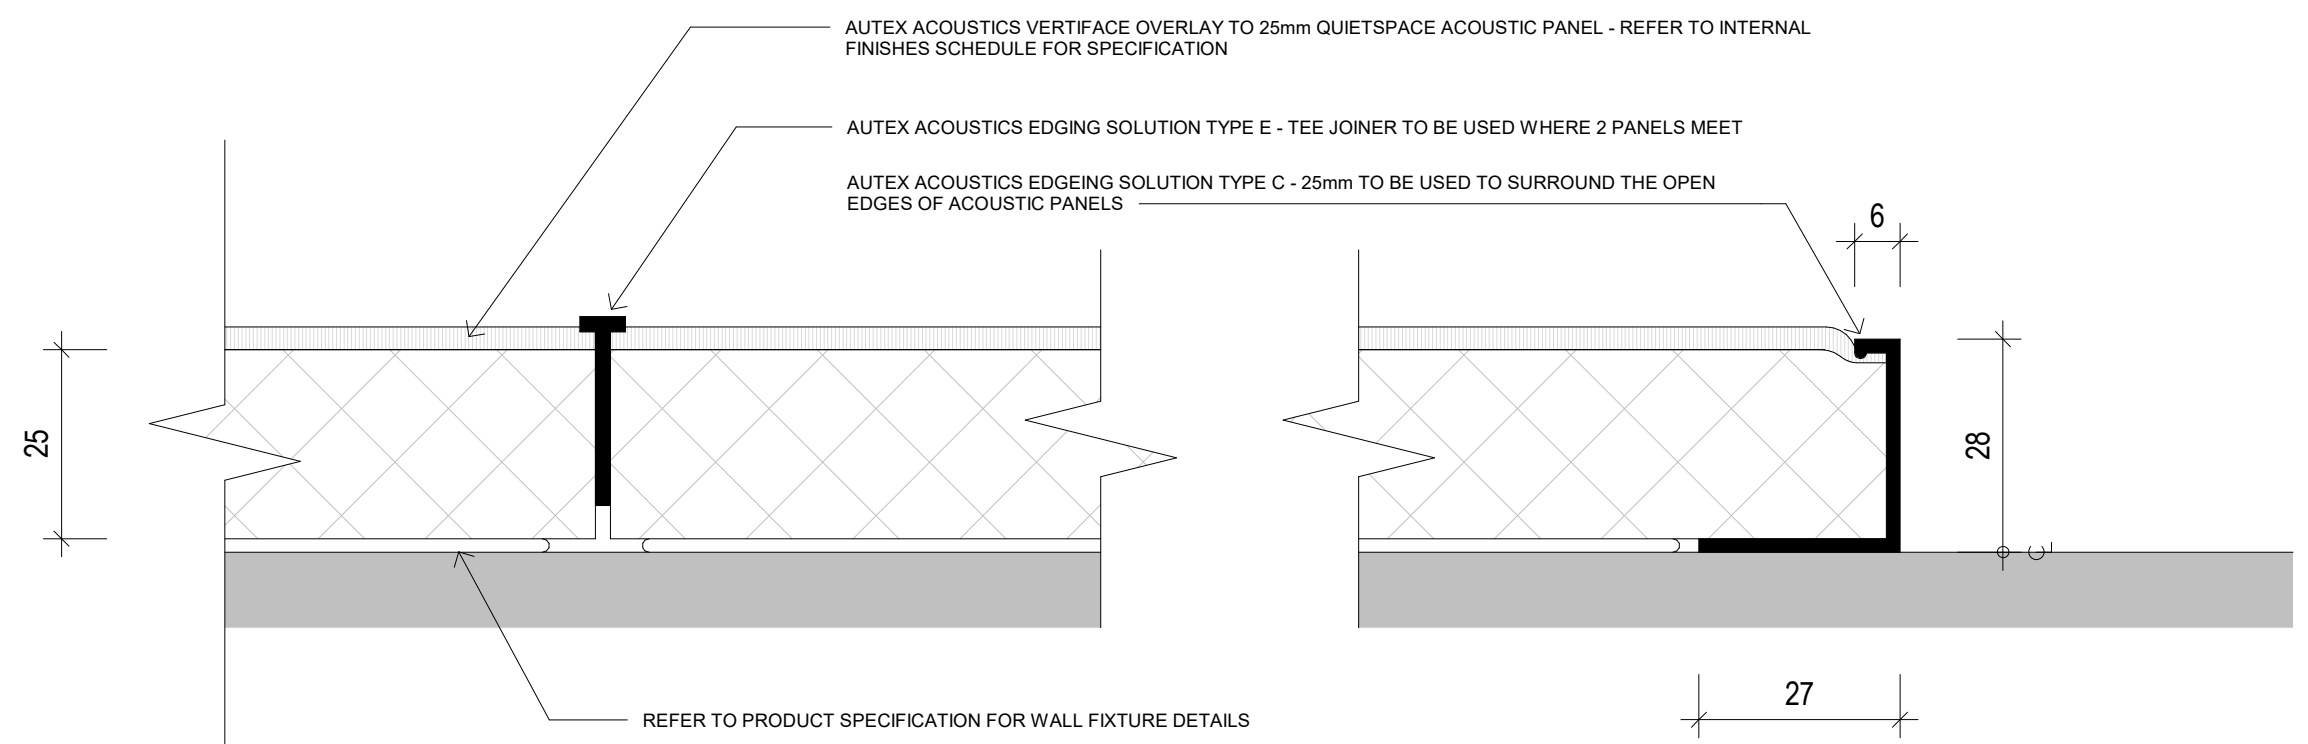 AUTEX ACOUSTICS VERTIFACE OVERLAY TO 25mm QUIETSPACE ACOUSTIC PANEL - REFER TO INTERNAL
FINISHES SCHEDULE FOR SPECIFICATION
AUTEX ACOUSTICS EDGING SOLUTION TYPE E - TEE JOINER TO BE USED WHERE 2 PANELS MEET
AUTEX ACOUSTICS EDGEING SOLUTION TYPE C - 25mm TO BE USED TO SURROUND THE OPEN
EDGES OF ACOUSTIC PANELS
6
25
28
27
REFER TO PRODUCT SPECIFICATION FOR WALL FIXTURE DETAILS